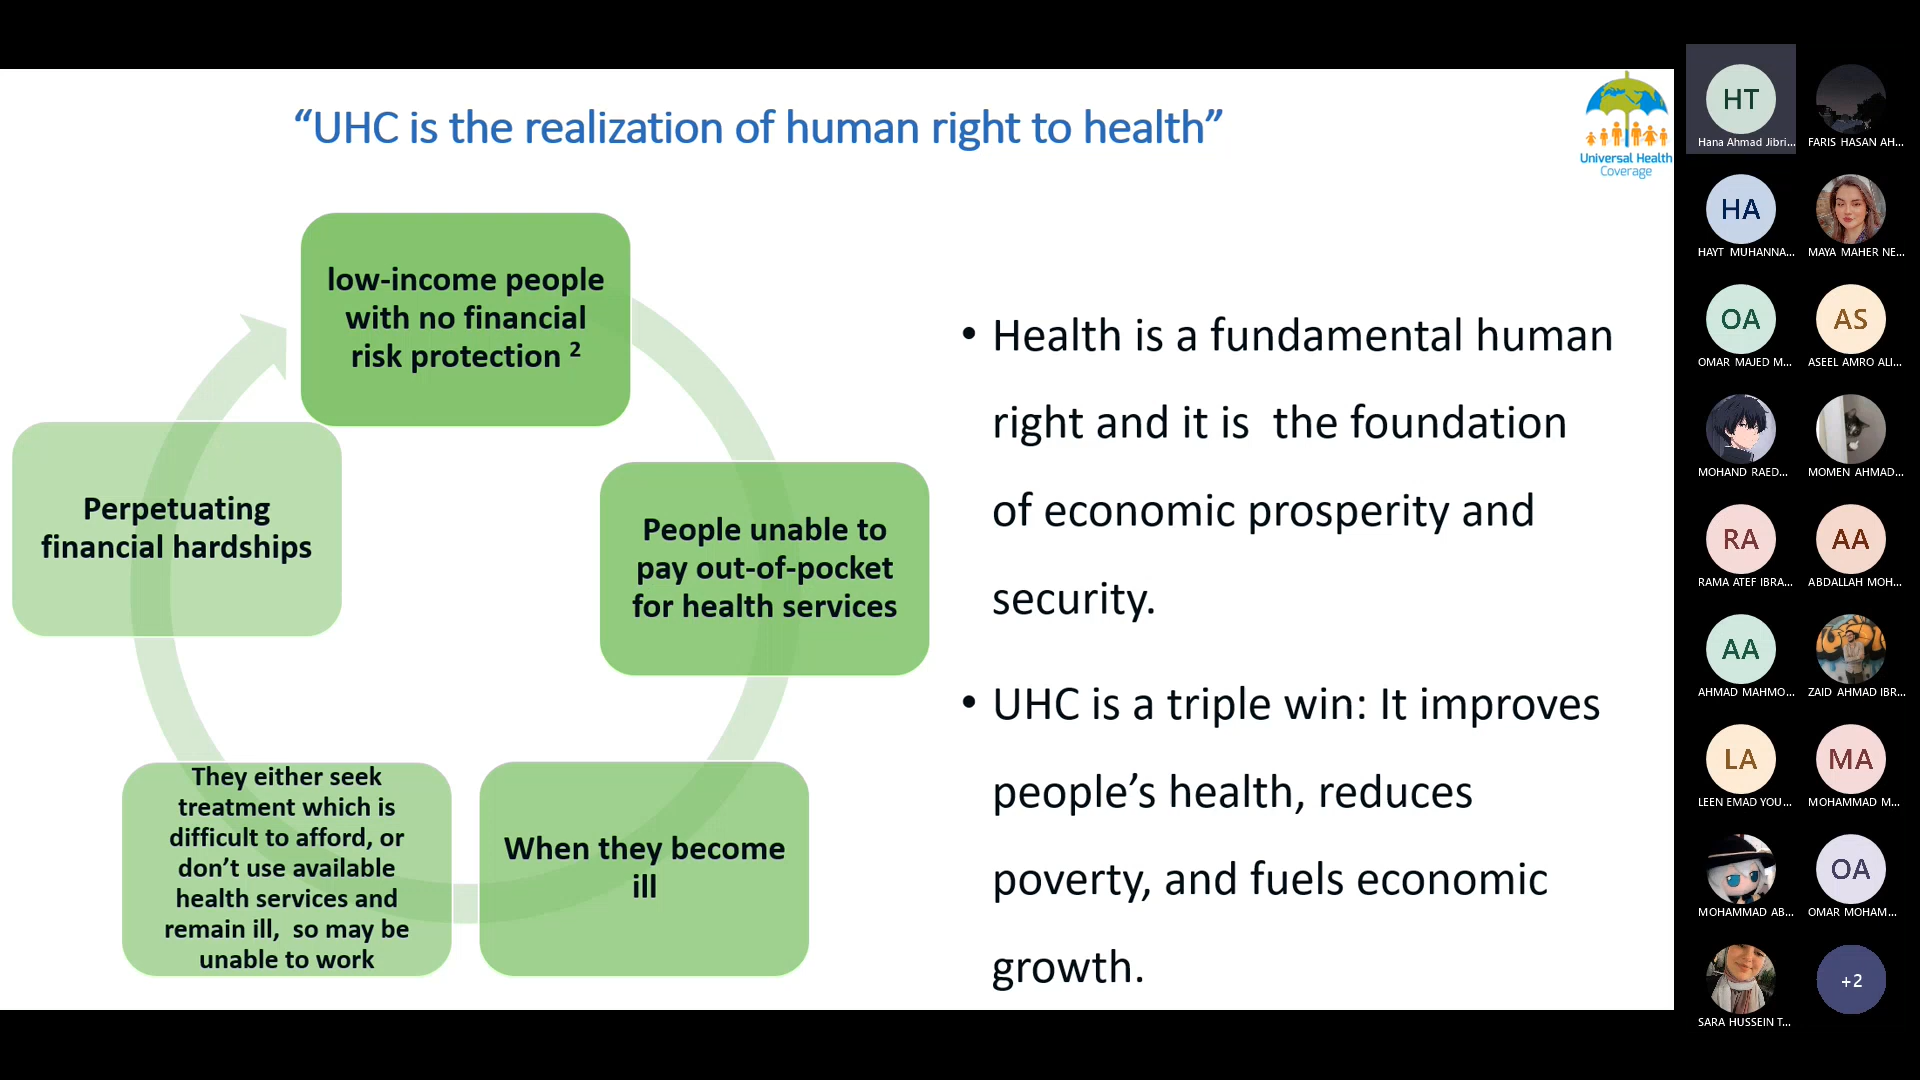 “UHC is the realization of human right to health”
Universal Health
Coverage
low-income people
with no financial
risk protection 2
People unable to
pay out-of-pocket
for health services
When they become
ill
They either seek
treatment which is
difficult to afford, or
don’t use available
health services and
remain ill,  so may be
unable to work
Perpetuating
financial hardships
• Health is a fundamental human
right and it is  the foundation
of economic prosperity and
security.
• UHC is a triple win: It improves
people’s health, reduces
poverty, and fuels economic
growth.
HT
Hana Ahmad Jibri...
FARIS HASAN AH...
HA
HAYT MUHANNA...
MAYA MAHER NE...
OA
OMAR MAJED M...
AS
ASEEL AMRO ALI...
MOHAND RAED...
MOMEN AHMAD...
RA
RAMA ATEF IBRA...
AA
ABDALLAH MOH...
AA
AHMAD MAHMO...
ZAID AHMAD IBR...
LA
LEEN EMAD YOU...
MA
MOHAMMAD M...
MOHAMMAD AB...
OA
OMAR MOHAM...
SARA HUSSEIN T...
+2